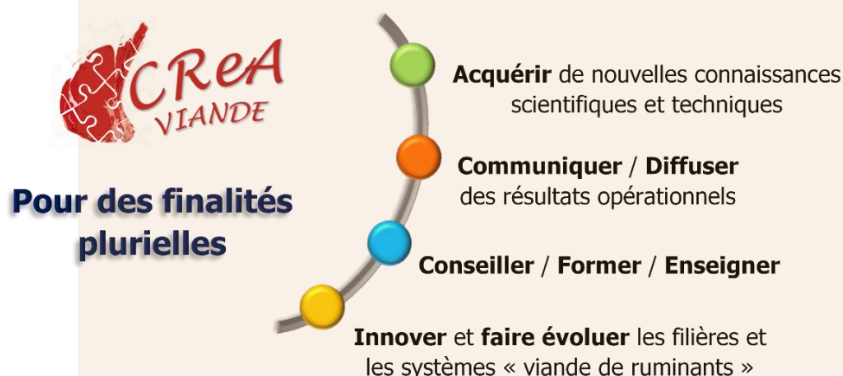 CReA
VIANDE
Pour des finalités
plurielles
Acquérir de nouvelles connaissances
scientifiques et techniques
Communiquer / Diffuser
des résultats opérationnels
Conseiller / Former / Enseigner
Innover et faire évoluer les filières et
les systèmes « viande de ruminants »